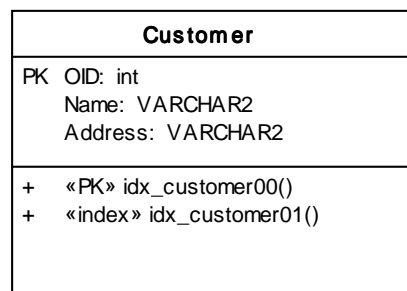 Customer
PK OID: int
Name: VARCHAR2
Address: VARCHAR2
+ «PK» idx_customer00()
+ «index» idx_customer01()